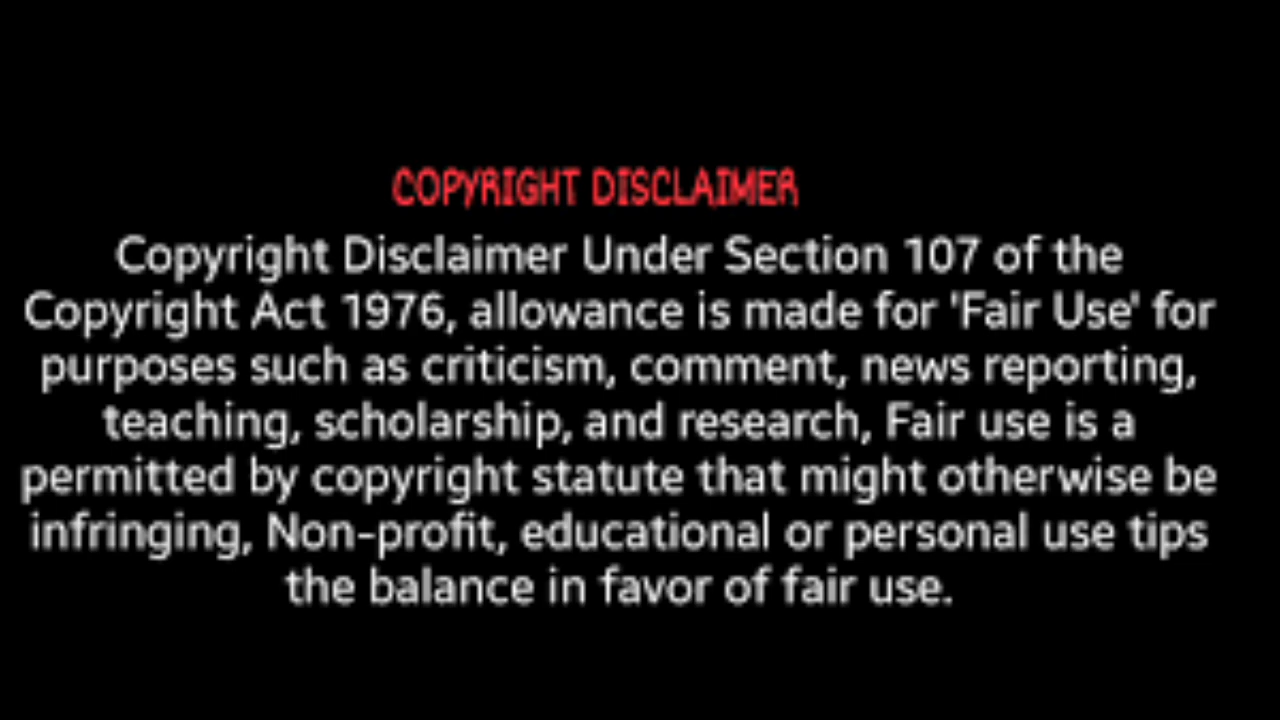 COPYRIGHT DISCLAIMER
Copyright Disclaimer Under Section 107 of the
Copyright Act 1976, allowance is made for 'Fair Use' for
purposes such as criticism, comment, news reporting,
teaching, scholarship, and research, Fair use is a
permitted by copyright statute that might otherwise be
infringing, Non-profit, educational or personal use tips
the balance in favor of fair use.